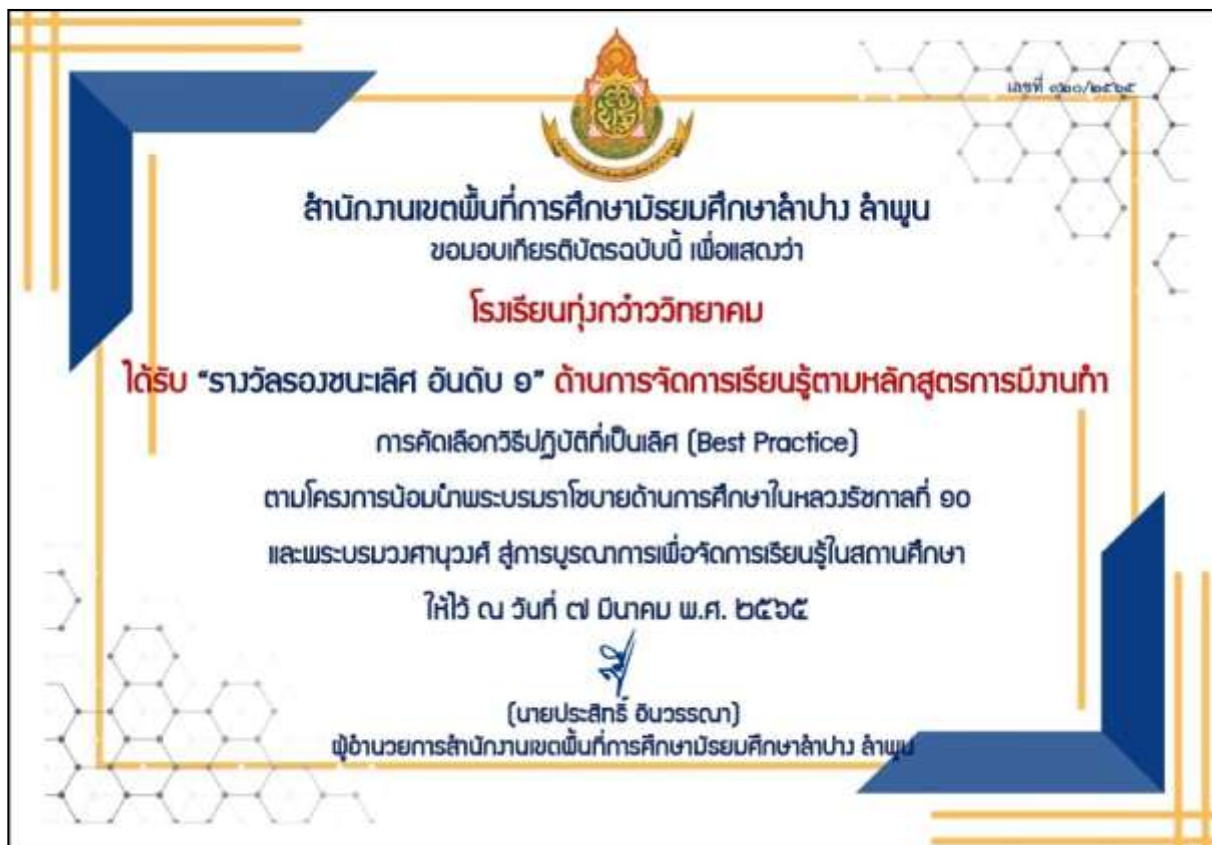 เลขที่ ๓๒๐/๒๕๖๕
สำนักงานเขตพื้นที่การศึกษามัธยมศึกษาลำปาง ลำพูน
ขอมอบเกียรติบัตรฉบับนี้ เพื่อแสดงว่า
โรงเรียนทุ่งกว๋าววิทยาคม
ได้รับ “รางวัลรองชนะเลิศ อันดับ ๑” ด้านการจัดการเรียนรู้ตามหลักสูตรการมีงานทำ
การคัดเลือกวิธีปฏิบัติที่เป็นเลิศ (Best Practice)
ตามโครงการน้อมนำพระบรมราโชบายด้านการศึกษาในหลวงรัชกาลที่ ๑๐
และพระบรมวงศานุวงศ์ สู่การบูรณาการเพื่อจัดการเรียนรู้ในสถานศึกษา
ให้ไว้ ณ วันที่ ๗ มีนาคม พ.ศ. ๒๕๖๕
(นายประสิทธิ์ อินวรรณา)
ผู้อำนวยการสำนักงานเขตพื้นที่การศึกษามัธยมศึกษาลำปาง ลำพูน